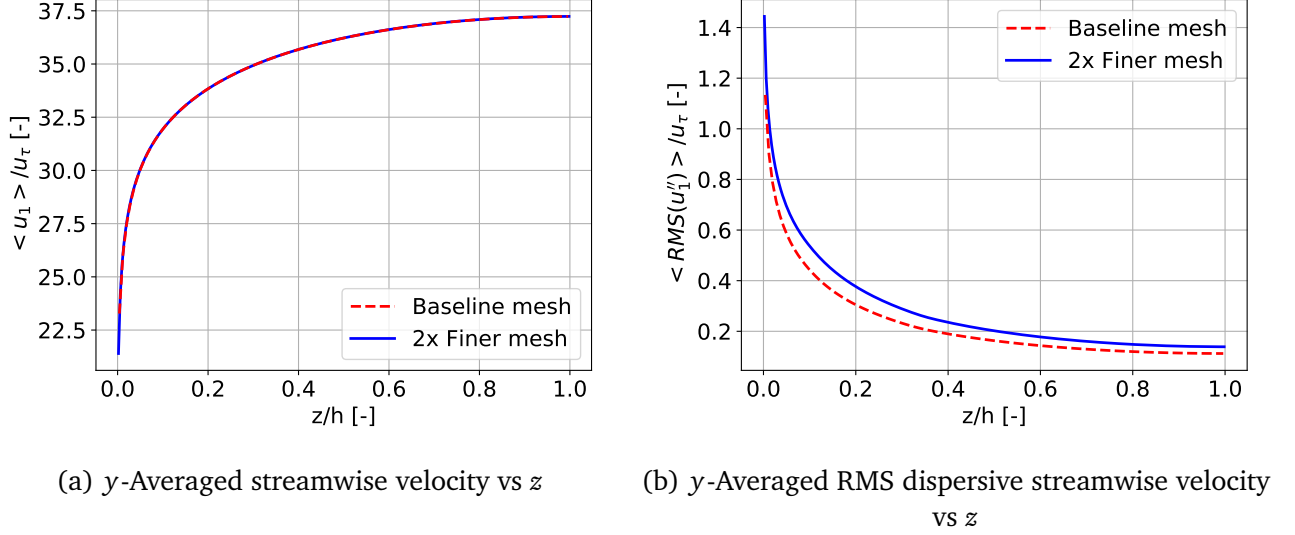 37.5
35.0
32.5
30.0
27.5
25.0
22.5
< u₁ > /u_τ [-]
Baseline mesh
2x Finer mesh
0.0 0.2 0.4 0.6 0.8 1.0
z/h [-]
(a) y-Averaged streamwise velocity vs z
1.4
1.2
1.0
0.8
0.6
0.4
0.2
< RMS(u₁′′) > /u_τ [-]
Baseline mesh
2x Finer mesh
0.0 0.2 0.4 0.6 0.8 1.0
z/h [-]
(b) y-Averaged RMS dispersive streamwise velocity
vs z